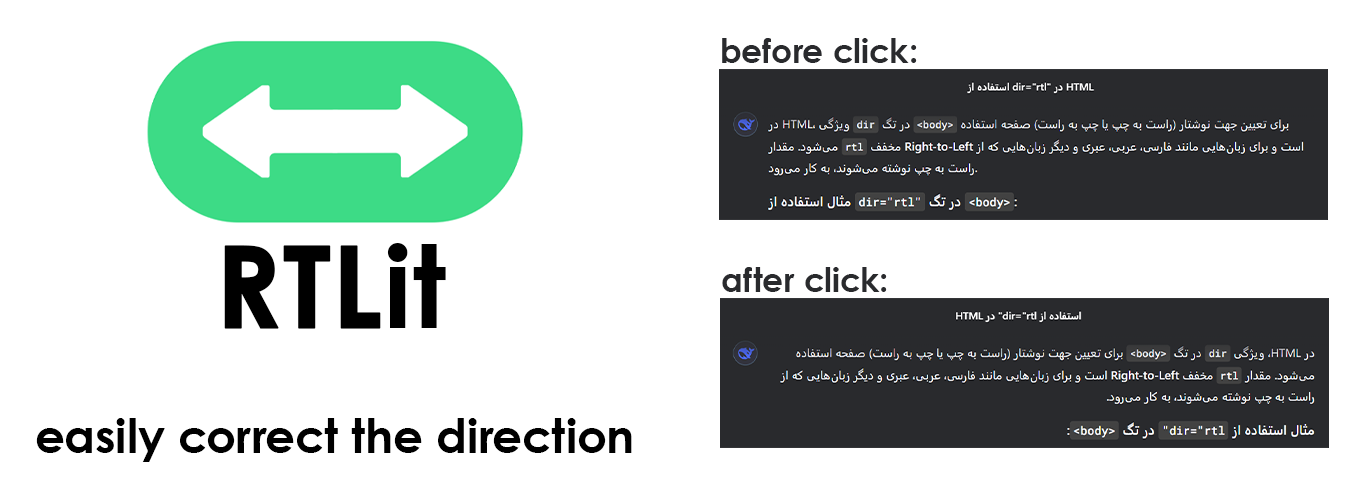 RTLit
easily correct the direction
before click:
استفاده از dir="rtl" در HTML
در HTML، ویژگی dir در تگ <body> برای تعیین جهت نوشتار (راست به چپ یا چپ به راست) صفحه استفاده
می‌شود. مقدار rtl مخفف Right-to-Left است و برای زبان‌هایی مانند فارسی، عربی، عبری و دیگر زبان‌هایی که از
راست به چپ نوشته می‌شوند، به کار می‌رود.
مثال استفاده از dir="rtl" در تگ <body>:
after click:
استفاده از dir="rtl" در HTML
در HTML، ویژگی dir در تگ <body> برای تعیین جهت نوشتار (راست به چپ یا چپ به راست) صفحه استفاده
می‌شود. مقدار rtl مخفف Right-to-Left است و برای زبان‌هایی مانند فارسی، عربی، عبری و دیگر زبان‌هایی که از
راست به چپ نوشته می‌شوند، به کار می‌رود.
مثال استفاده از dir="rtl" در تگ <body>: